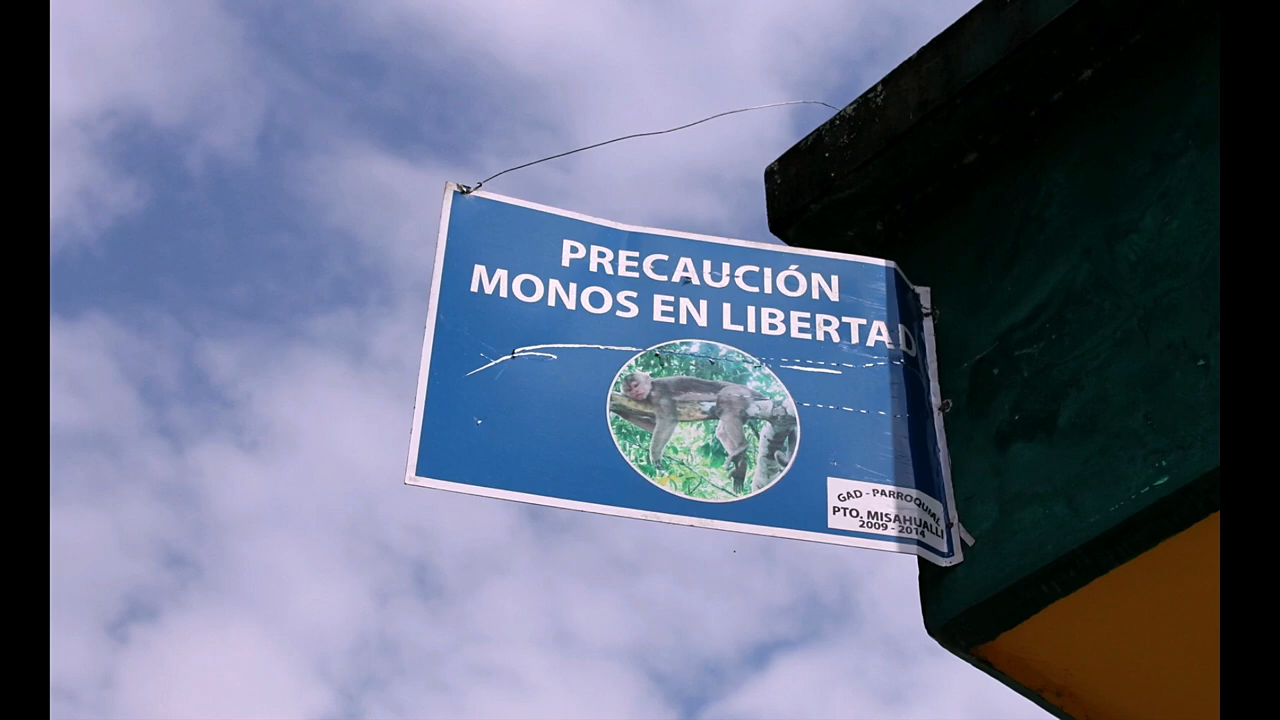 PRECAUCIÓN
MONOS EN LIBERTAD
GAD - PARROQUIAL
PTO. MISAHUALLI
2009 - 2014